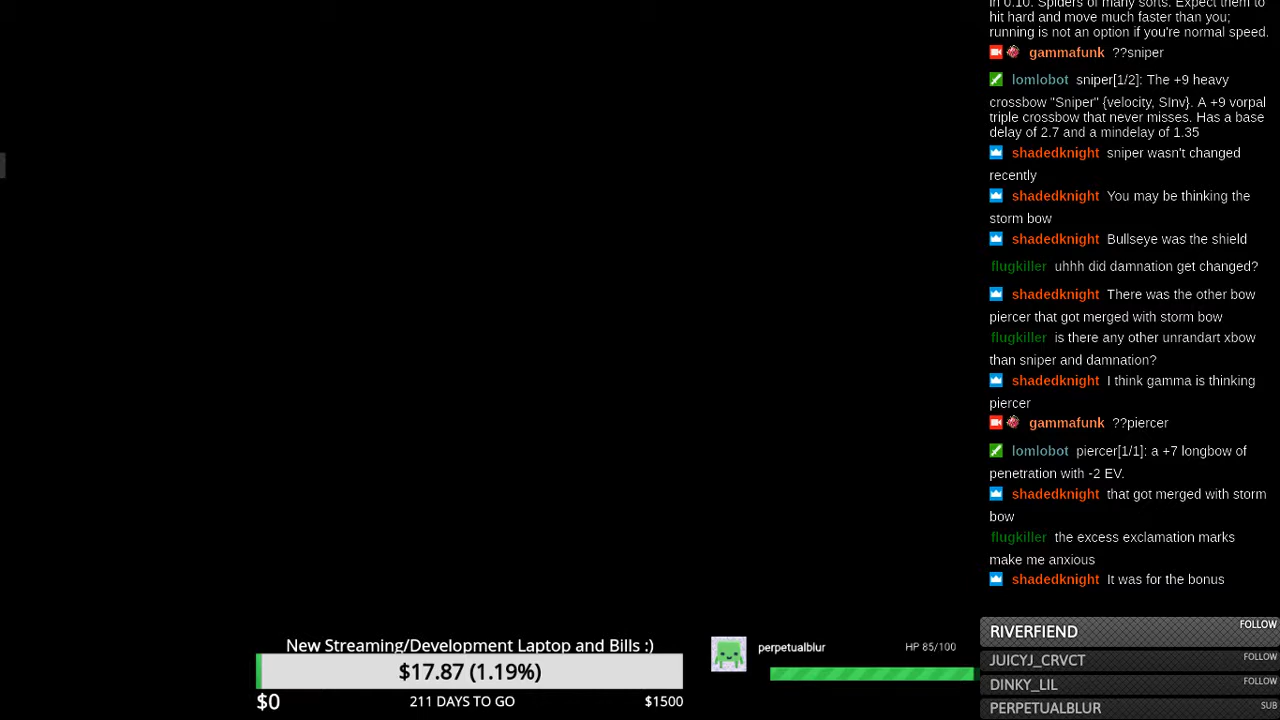 in 0.10. Spiders of many sorts. Expect them to
hit hard and move much faster than you;
running is not an option if you're normal speed.
gammafunk ??sniper
lomlobot sniper[1/2]: The +9 heavy
crossbow "Sniper" {velocity, SInv}. A +9 vorpal
triple crossbow that never misses. Has a base
delay of 2.7 and a mindelay of 1.35
shadedknight sniper wasn't changed
recently
shadedknight You may be thinking the
storm bow
shadedknight Bullseye was the shield
flugkiller uhhh did damnation get changed?
shadedknight There was the other bow
piercer that got merged with storm bow
flugkiller is there any other unrandart xbow
than sniper and damnation?
shadedknight I think gamma is thinking
piercer
gammafunk ??piercer
lomlobot piercer[1/1]: a +7 longbow of
penetration with -2 EV.
shadedknight that got merged with storm
bow
flugkiller the excess exclamation marks
make me anxious
shadedknight It was for the bonus
New Streaming/Development Laptop and Bills :)
$17.87 (1.19%)
$0 211 DAYS TO GO $1500
perpetualblur HP 85/100
RIVERFIEND FOLLOW
JUICYJ_CRVCT FOLLOW
DINKY_LIL FOLLOW
PERPETUALBLUR SUB